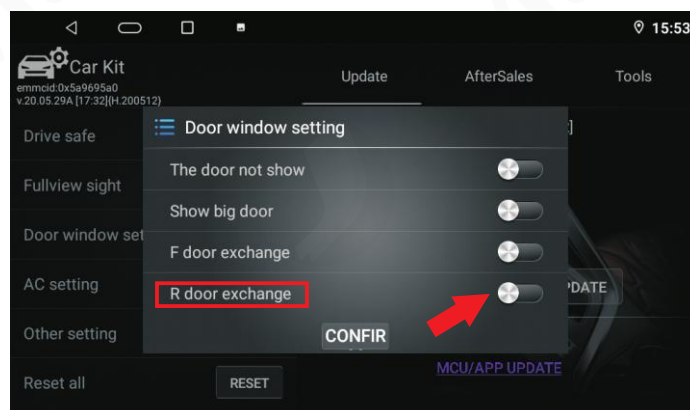 15:53
Car Kit
emmcid:0x5a9695a0
v.20.05.29A [17:32](H.200512)
Update
AfterSales
Tools
Drive safe
Fullview sight
Door window set
AC setting
Other setting
Reset all
RESET
Door window setting
The door not show
Show big door
F door exchange
R door exchange
CONFIR
PDATE
MCU/APP UPDATE